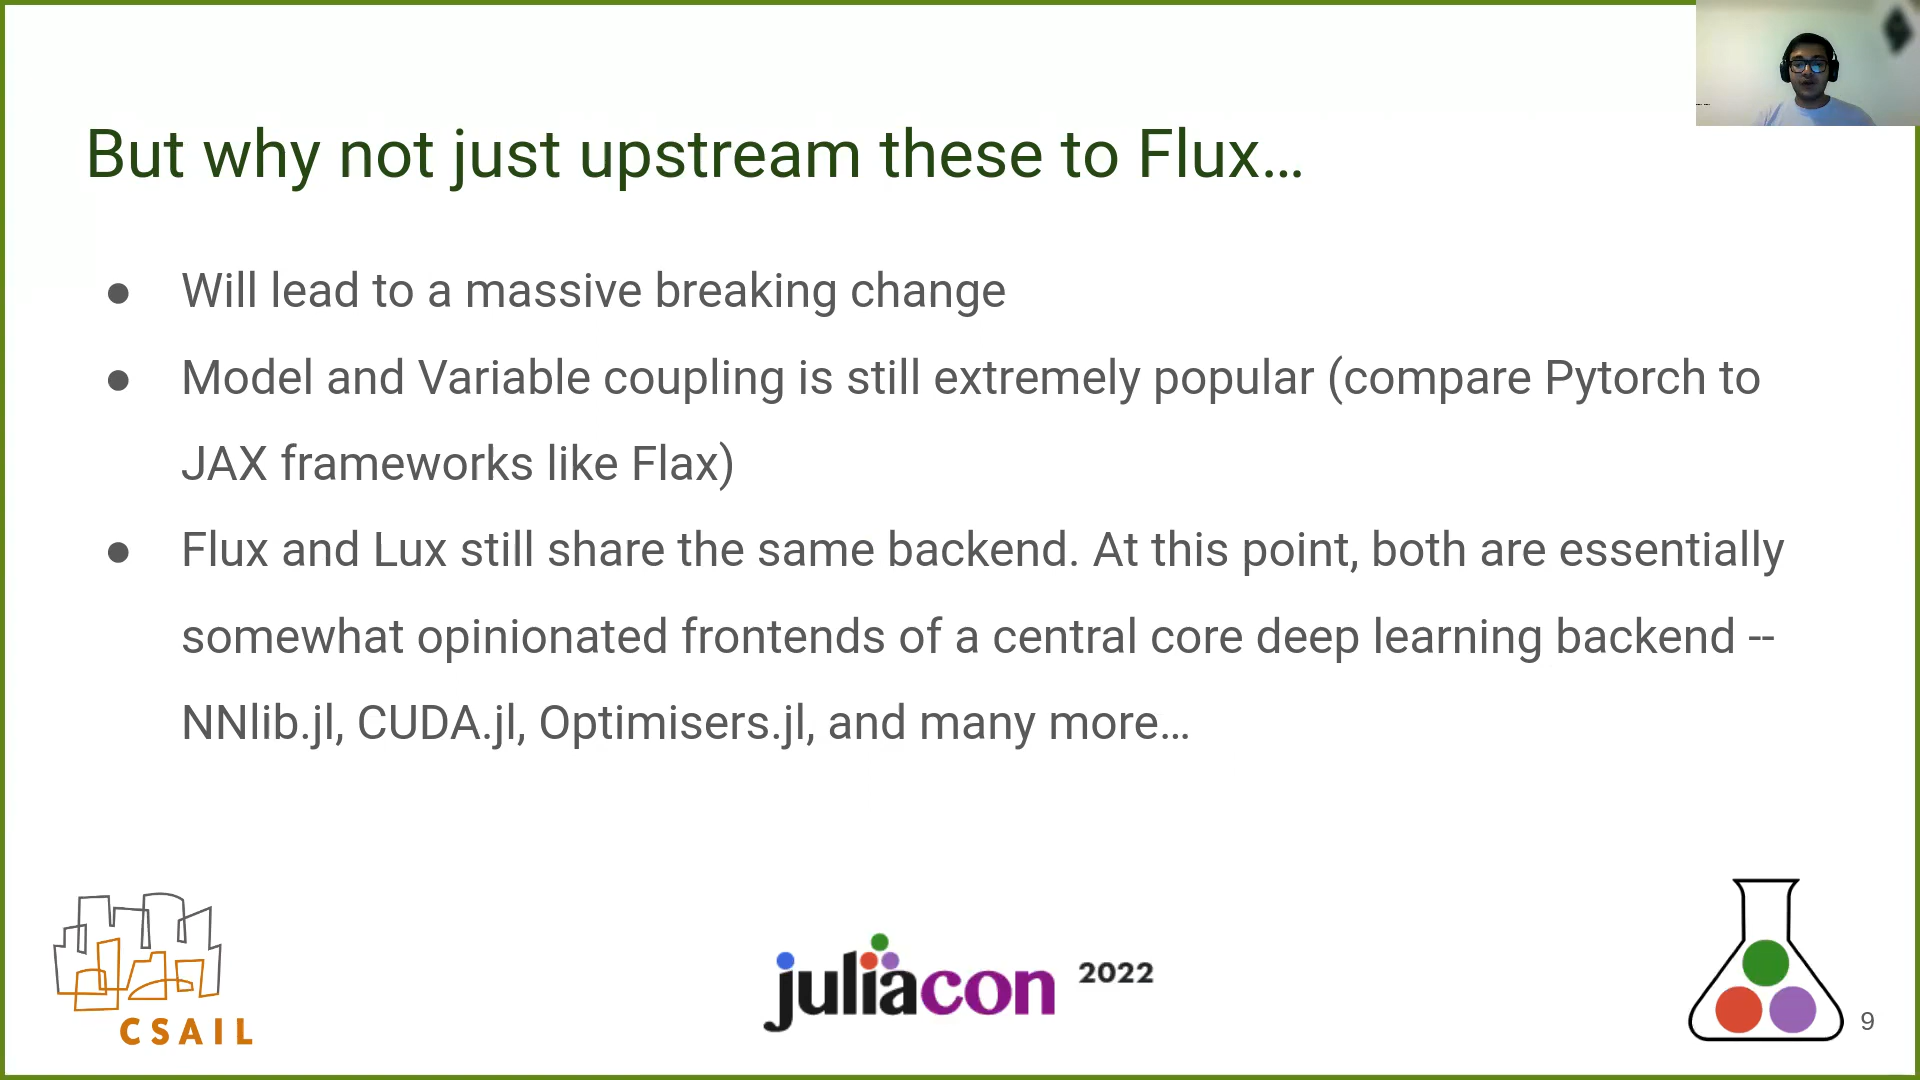 But why not just upstream these to Flux…
● Will lead to a massive breaking change
● Model and Variable coupling is still extremely popular (compare Pytorch to
JAX frameworks like Flax)
● Flux and Lux still share the same backend. At this point, both are essentially
somewhat opinionated frontends of a central core deep learning backend --
NNlib.jl, CUDA.jl, Optimisers.jl, and many more…
CSAIL
juliacon 2022
9